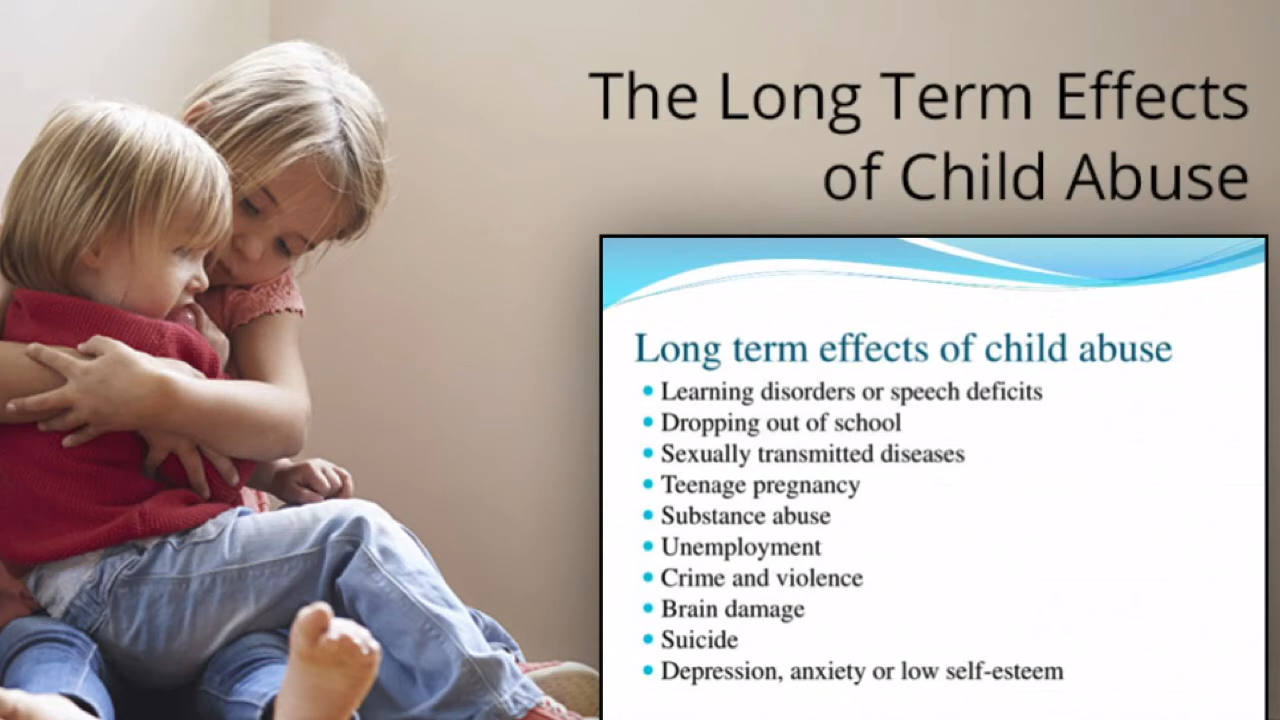 The Long Term Effects
of Child Abuse
Long term effects of child abuse
• Learning disorders or speech deficits
• Dropping out of school
• Sexually transmitted diseases
• Teenage pregnancy
• Substance abuse
• Unemployment
• Crime and violence
• Brain damage
• Suicide
• Depression, anxiety or low self-esteem